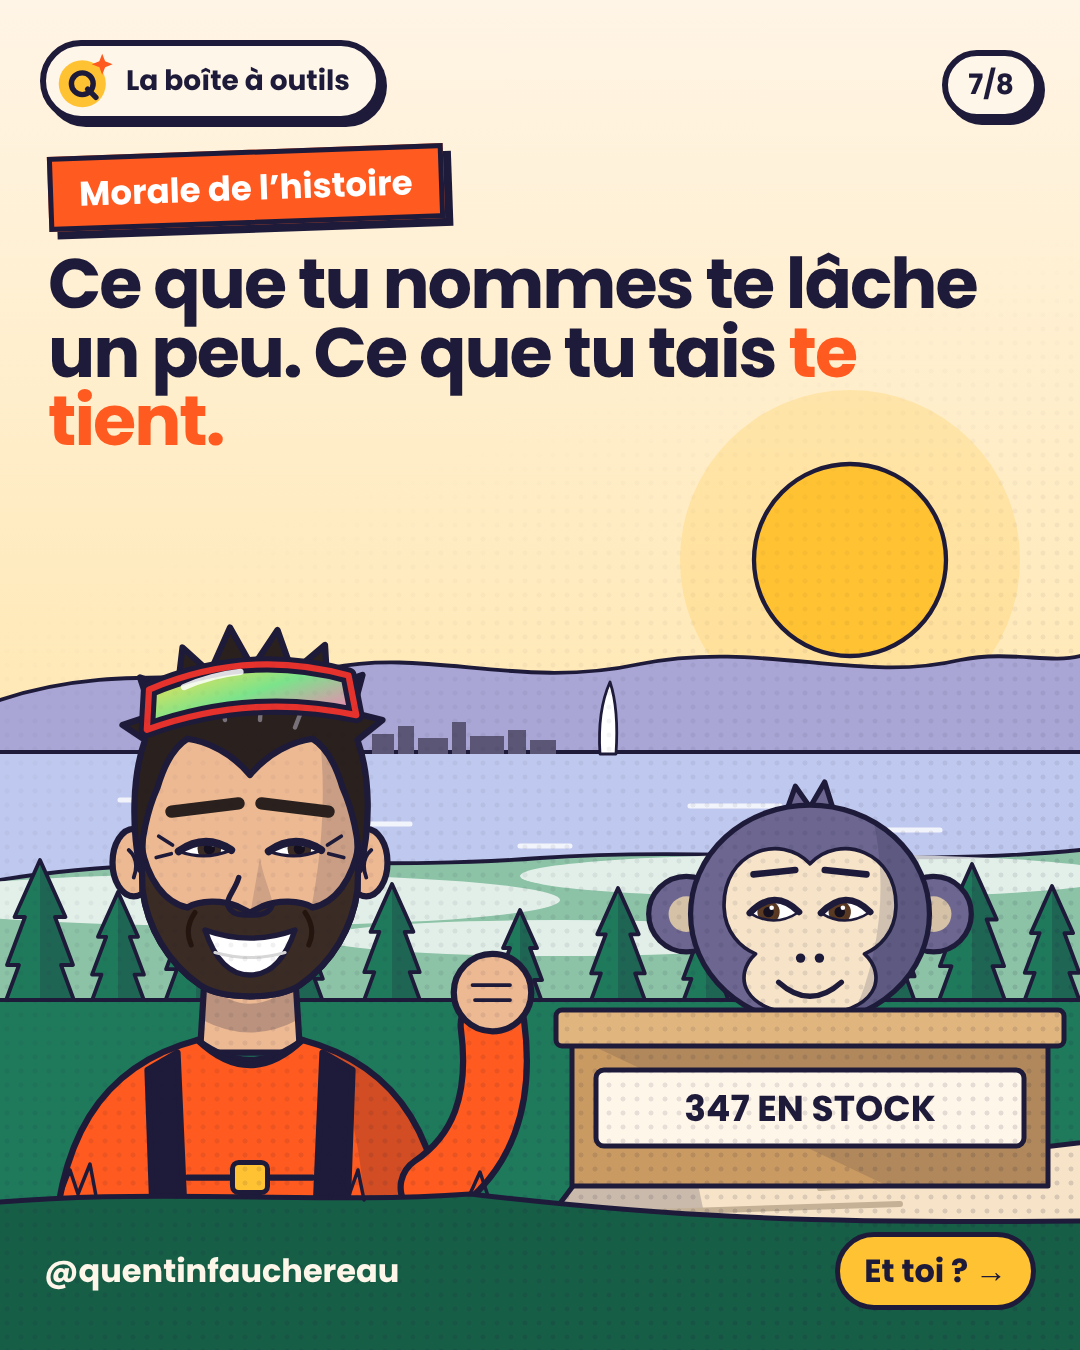 Q La boîte à outils
7/8
Morale de l’histoire
Ce que tu nommes te lâche
un peu. Ce que tu tais te
tient.
347 EN STOCK
@quentinfauchereau
Et toi ? →